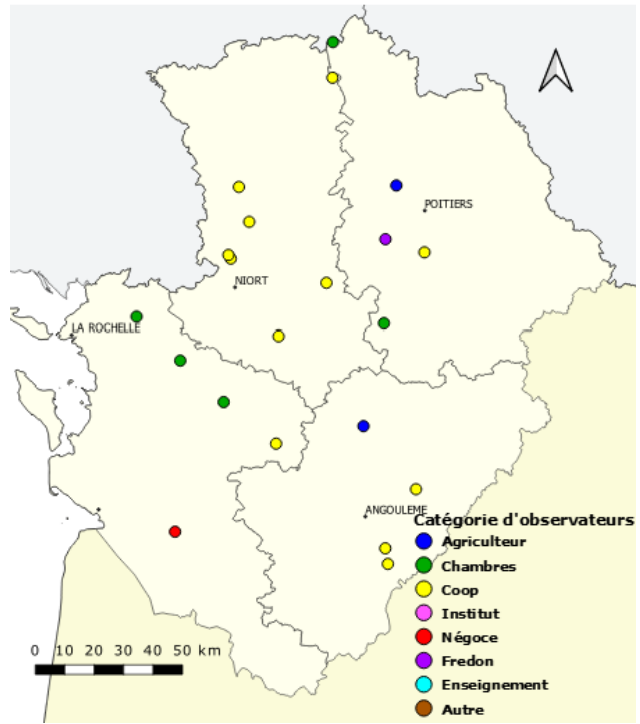 POITIERS
NIORT
LA ROCHELLE
ANGOULEME
Catégorie d'observateurs
Agriculteur
Chambres
Coop
Institut
Négoce
Fredon
Enseignement
Autre
0 10 20 30 40 50 km